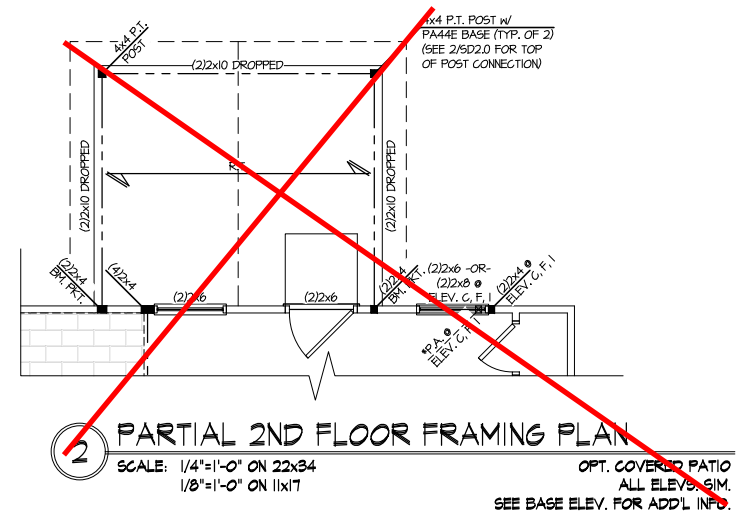 4x4 P.T.
POST
4x4 P.T. POST W/
PA44E BASE (TYP. OF 2)
(SEE 2/SD2.0 FOR TOP
OF POST CONNECTION)
(2)2x10 DROPPED
(2)2x10 DROPPED
(2)2x10 DROPPED
R.T.
(2)2x4
BM. PKT.
(4)2x4
(2)2x6
(2)2x6
(2)2x4
BM. PKT.
(2)2x6 -OR-
(2)2x8 @
ELEV. C, F, I
(2)2x4 @
ELEV. C, F, I
*P.A. @
ELEV. C, F, I
2
PARTIAL 2ND FLOOR FRAMING PLAN
SCALE: 1/4"=1'-0" ON 22x34
1/8"=1'-0" ON 11x17
OPT. COVERED PATIO
ALL ELEVS. SIM.
SEE BASE ELEV. FOR ADD'L INFO.